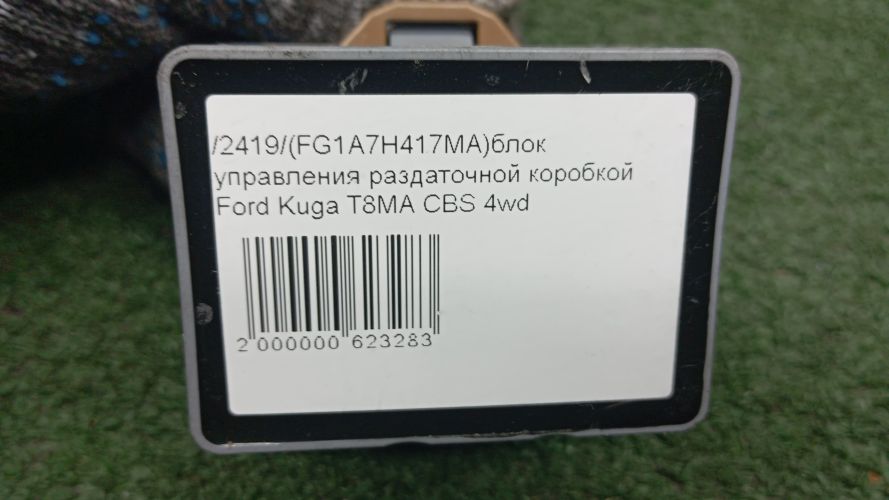 /2419/(FG1A7H417MA)блок
управления раздаточной коробкой
Ford Kuga T8MA CBS 4wd
2 000000 623283